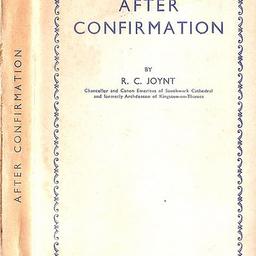 AFTER
CONFIRMATION
BY
R. C. JOYNT
Chancellor and Canon Emeritus of Southwark Cathedral
and formerly Archdeacon of Kingston-on-Thames
AFTER CONFIRMATION